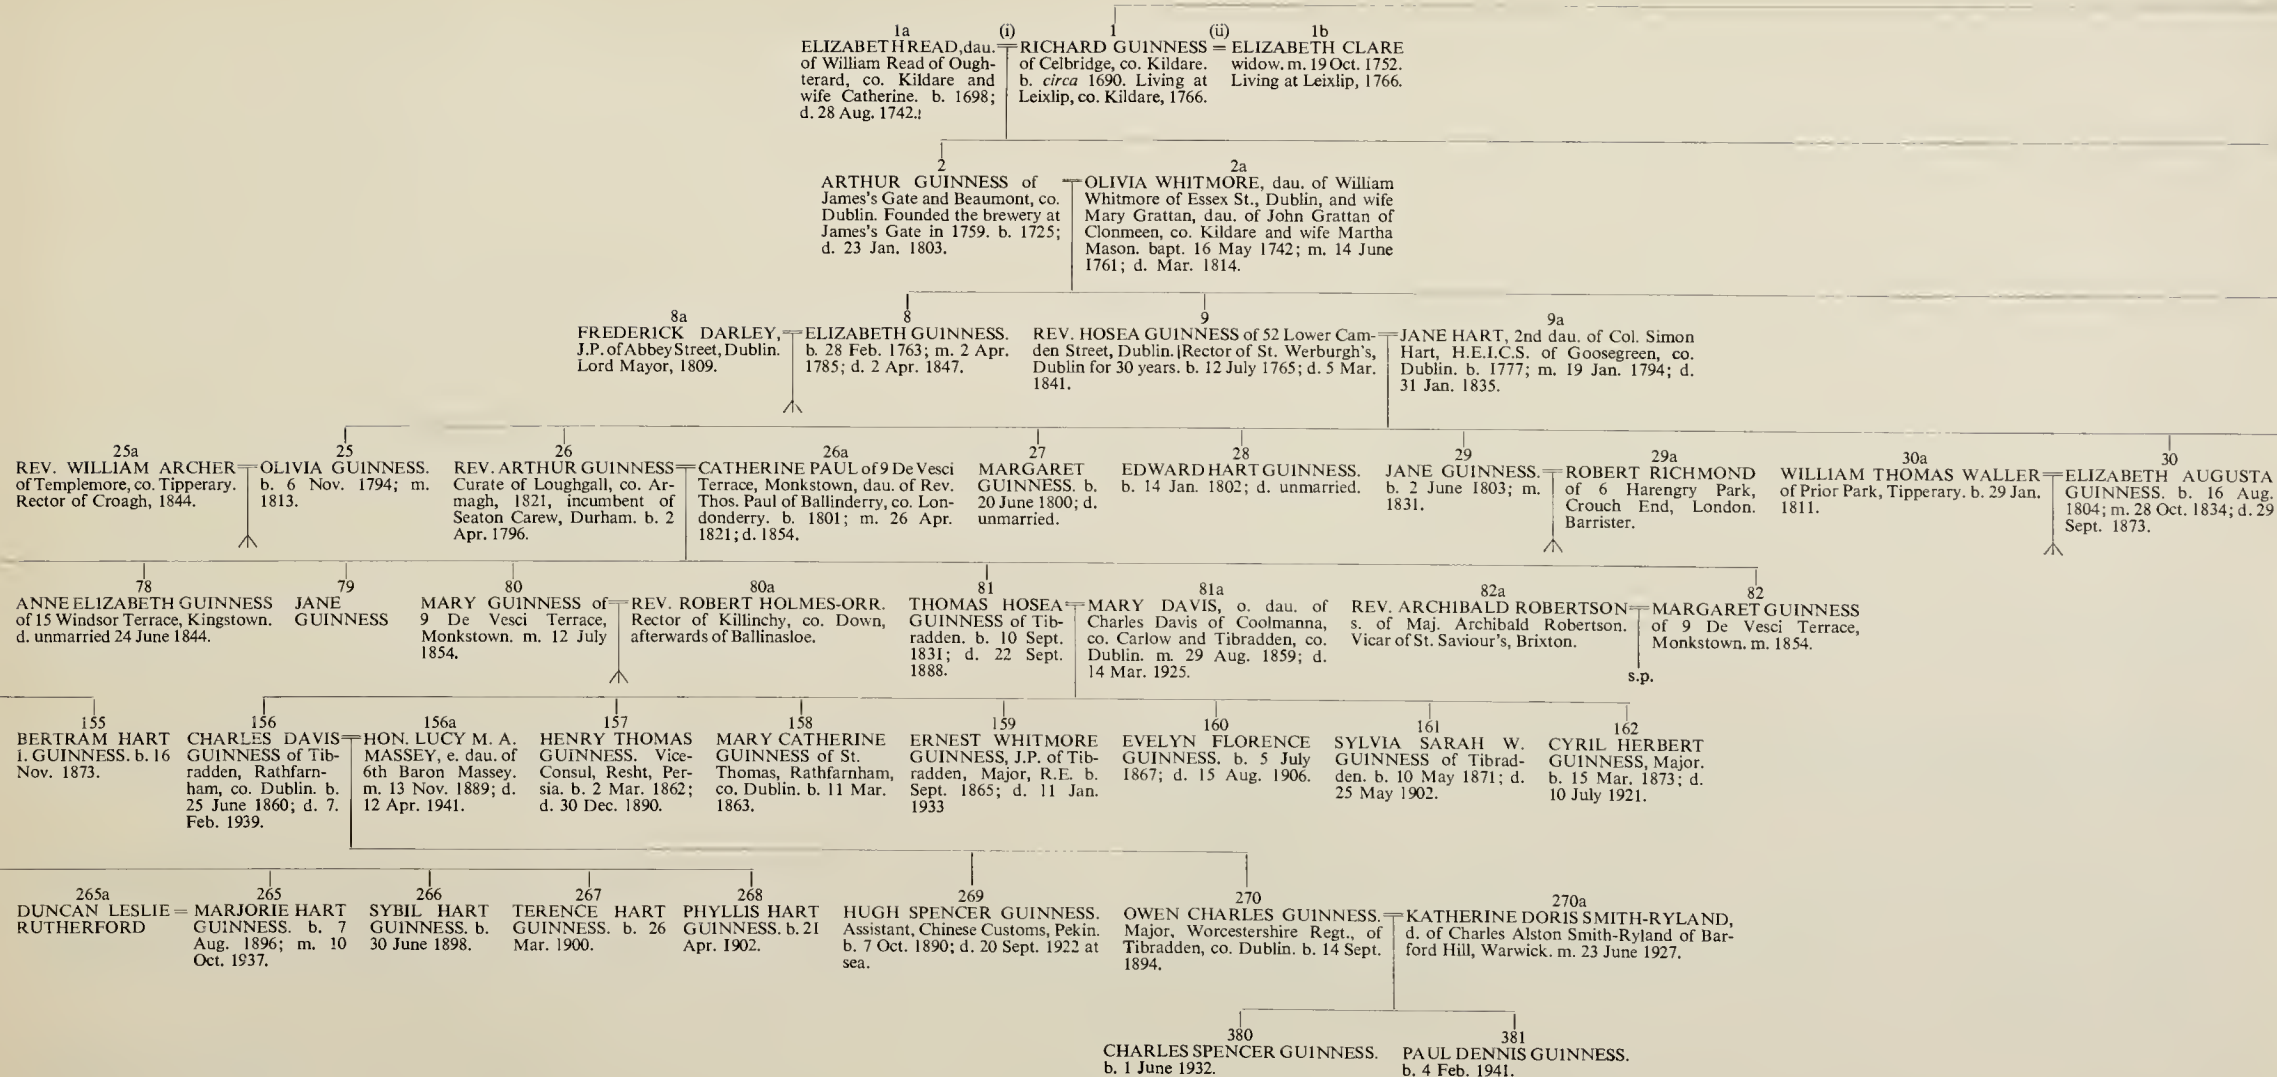 1a
(i)
1
(ii)
1b
ELIZABETH READ, dau.
of William Read of Ough-
terard, co. Kildare and
wife Catherine. b. 1698;
d. 28 Aug. 1742.
RICHARD GUINNESS
of Celbridge, co. Kildare.
b. circa 1690. Living at
Leixlip, co. Kildare, 1766.
= ELIZABETH CLARE
widow. m. 19 Oct. 1752.
Living at Leixlip, 1766.
2
ARTHUR GUINNESS of
James's Gate and Beaumont, co.
Dublin. Founded the brewery at
James's Gate in 1759. b. 1725;
d. 23 Jan. 1803.
2a
OLIVIA WHITMORE, dau. of William
Whitmore of Essex St., Dublin, and wife
Mary Grattan, dau. of John Grattan of
Clonmeen, co. Kildare and wife Martha
Mason. bapt. 16 May 1742; m. 14 June
1761; d. Mar. 1814.
8a
FREDERICK DARLEY,
J.P. of Abbey Street, Dublin.
Lord Mayor, 1809.
8
ELIZABETH GUINNESS.
b. 28 Feb. 1763; m. 2 Apr.
1785; d. 2 Apr. 1847.
9
REV. HOSEA GUINNESS of 52 Lower Cam-
den Street, Dublin. Rector of St. Werburgh's,
Dublin for 30 years. b. 12 July 1765; d. 5 Mar.
1841.
9a
JANE HART, 2nd dau. of Col. Simon
Hart, H.E.I.C.S. of Goosegreen, co.
Dublin. b. 1777; m. 19 Jan. 1794; d.
31 Jan. 1835.
25a
REV. WILLIAM ARCHER
of Templemore, co. Tipperary.
Rector of Croagh, 1844.
25
OLIVIA GUINNESS.
b. 6 Nov. 1794; m.
1813.
26
REV. ARTHUR GUINNESS
Curate of Loughgall, co. Ar-
magh, 1821, incumbent of
Seaton Carew, Durham. b. 2
Apr. 1796.
26a
CATHERINE PAUL of 9 De Vesci
Terrace, Monkstown, dau. of Rev.
Thos. Paul of Ballinderry, co. Lon-
donderry. b. 1801; m. 26 Apr.
1821; d. 1854.
27
MARGARET
GUINNESS. b.
20 June 1800; d.
unmarried.
28
EDWARD HART GUINNESS.
b. 14 Jan. 1802; d. unmarried.
29
JANE GUINNESS.
b. 2 June 1803; m.
1831.
29a
ROBERT RICHMOND
of 6 Harengry Park,
Crouch End, London.
Barrister.
30a
WILLIAM THOMAS WALLER
of Prior Park, Tipperary. b. 29 Jan.
1811.
30
ELIZABETH AUGUSTA
GUINNESS. b. 16 Aug.
1804; m. 28 Oct. 1834; d. 29
Sept. 1873.
78
ANNE ELIZABETH GUINNESS
of 15 Windsor Terrace, Kingstown.
d. unmarried 24 June 1844.
79
JANE
GUINNESS
80
MARY GUINNESS of
9 De Vesci Terrace,
Monkstown. m. 12 July
1854.
80a
REV. ROBERT HOLMES-ORR.
Rector of Killinchy, co. Down,
afterwards of Ballinasloe.
81
THOMAS HOSEA
GUINNESS of Tib-
radden. b. 10 Sept.
1831; d. 22 Sept.
1888.
81a
MARY DAVIS, o. dau. of
Charles Davis of Coolmanna,
co. Carlow and Tibradden, co.
Dublin. m. 29 Aug. 1859; d.
14 Mar. 1925.
82a
REV. ARCHIBALD ROBERTSON
s. of Maj. Archibald Robertson.
Vicar of St. Saviour's, Brixton.
82
MARGARET GUINNESS
of 9 De Vesci Terrace,
Monkstown. m. 1854.
s.p.
155
BERTRAM HART
I. GUINNESS. b. 16
Nov. 1873.
156
CHARLES DAVIS
GUINNESS of Tib-
radden, Rathfarn-
ham, co. Dublin. b.
25 June 1860; d. 7.
Feb. 1939.
156a
HON. LUCY M. A.
MASSEY, e. dau. of
6th Baron Massey.
m. 13 Nov. 1889; d.
12 Apr. 1941.
157
HENRY THOMAS
GUINNESS. Vice-
Consul, Resht, Per-
sia. b. 2 Mar. 1862;
d. 30 Dec. 1890.
158
MARY CATHERINE
GUINNESS of St.
Thomas, Rathfarnham,
co. Dublin. b. 11 Mar.
1863.
159
ERNEST WHITMORE
GUINNESS, J.P. of Tib-
radden, Major, R.E. b.
Sept. 1865; d. 11 Jan.
1933
160
EVELYN FLORENCE
GUINNESS. b. 5 July
1867; d. 15 Aug. 1906.
161
SYLVIA SARAH W.
GUINNESS of Tibrad-
den. b. 10 May 1871; d.
25 May 1902.
162
CYRIL HERBERT
GUINNESS, Major.
b. 15 Mar. 1873; d.
10 July 1921.
265a
DUNCAN LESLIE =
RUTHERFORD
265
MARJORIE HART
GUINNESS. b. 7
Aug. 1896; m. 10
Oct. 1937.
266
SYBIL HART
GUINNESS. b.
30 June 1898.
267
TERENCE HART
GUINNESS. b. 26
Mar. 1900.
268
PHYLLIS HART
GUINNESS. b. 21
Apr. 1902.
269
HUGH SPENCER GUINNESS.
Assistant, Chinese Customs, Pekin.
b. 7 Oct. 1890; d. 20 Sept. 1922 at
sea.
270
OWEN CHARLES GUINNESS.
Major, Worcestershire Regt., of
Tibradden, co. Dublin. b. 14 Sept.
1894.
270a
KATHERINE DORIS SMITH-RYLAND,
d. of Charles Alston Smith-Ryland of Bar-
ford Hill, Warwick. m. 23 June 1927.
380
CHARLES SPENCER GUINNESS.
b. 1 June 1932.
381
PAUL DENNIS GUINNESS.
b. 4 Feb. 1941.